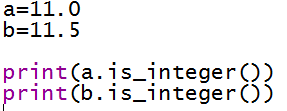 a=11.0
b=11.5
print(a.is_integer())
print(b.is_integer())